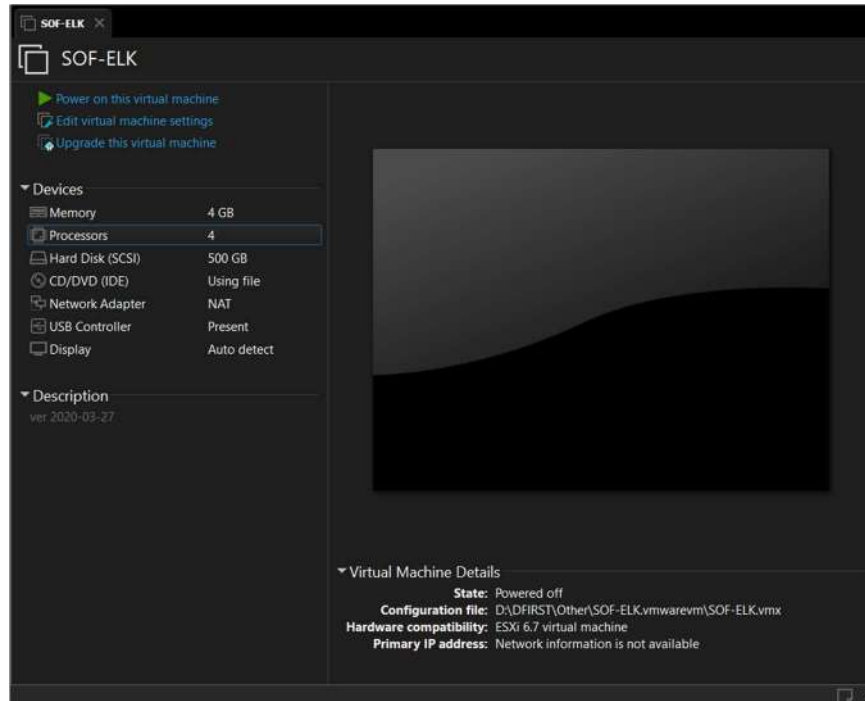 SOF-ELK
SOF-ELK
Power on this virtual machine
Edit virtual machine settings
Upgrade this virtual machine
Devices
Memory 4 GB
Processors 4
Hard Disk (SCSI) 500 GB
CD/DVD (IDE) Using file
Network Adapter NAT
USB Controller Present
Display Auto detect
Description
ver 2020-03-27
Virtual Machine Details
State: Powered off
Configuration file: D:\DFIRST\Other\SOF-ELK.vmwarevm\SOF-ELK.vmx
Hardware compatibility: ESXi 6.7 virtual machine
Primary IP address: Network information is not available